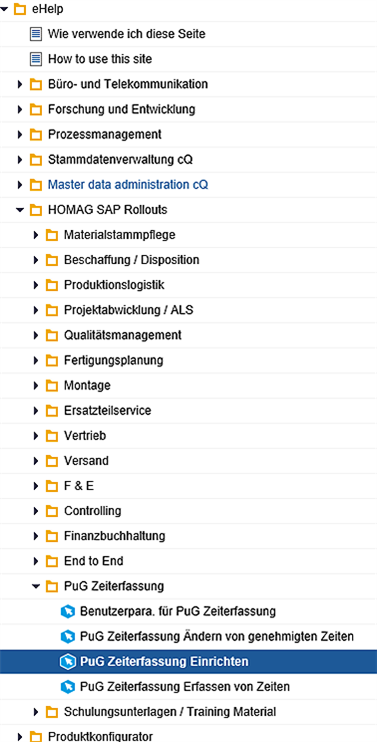 eHelp
Wie verwende ich diese Seite
How to use this site
Büro- und Telekommunikation
Forschung und Entwicklung
Prozessmanagement
Stammdatenverwaltung cQ
Master data administration cQ
HOMAG SAP Rollouts
Materialstammpflege
Beschaffung / Disposition
Produktionslogistik
Projektabwicklung / ALS
Qualitätsmanagement
Fertigungsplanung
Montage
Ersatzteilservice
Vertrieb
Versand
F & E
Controlling
Finanzbuchhaltung
End to End
PuG Zeiterfassung
Benutzerpara. für PuG Zeiterfassung
PuG Zeiterfassung Ändern von genehmigten Zeiten
PuG Zeiterfassung Einrichten
PuG Zeiterfassung Erfassen von Zeiten
Schulungsunterlagen / Training Material
Produktkonfigurator